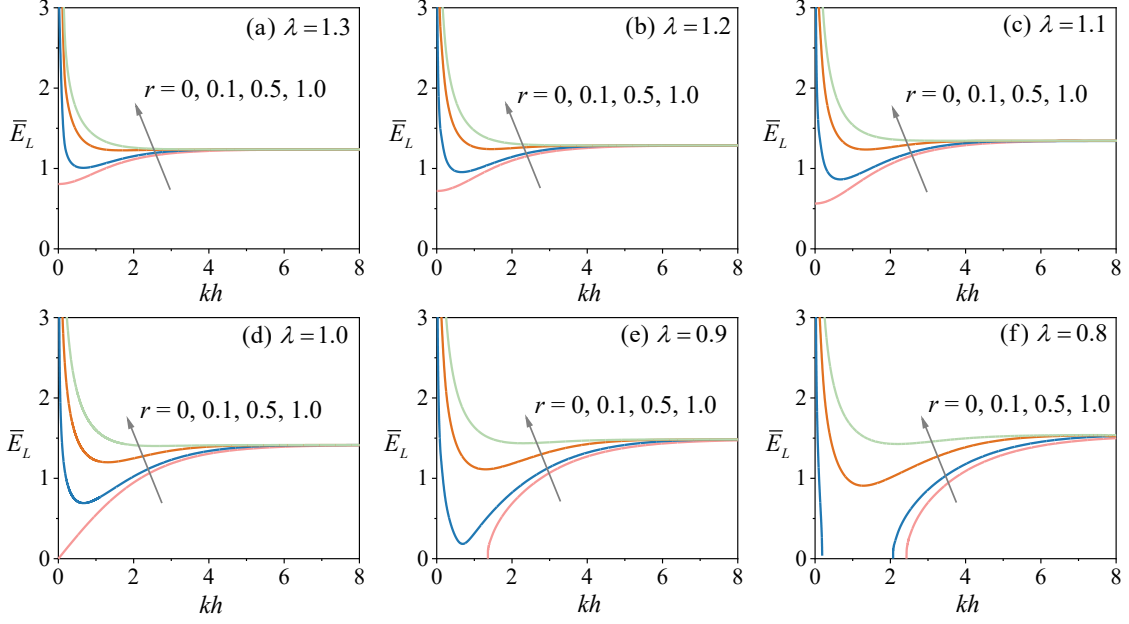 (a) λ = 1.3
r = 0, 0.1, 0.5, 1.0
3
2
1
0
E̅_L
0 2 4 6 8
kh
(b) λ = 1.2
r = 0, 0.1, 0.5, 1.0
3
2
1
0
E̅_L
0 2 4 6 8
kh
(c) λ = 1.1
r = 0, 0.1, 0.5, 1.0
3
2
1
0
E̅_L
0 2 4 6 8
kh
(d) λ = 1.0
r = 0, 0.1, 0.5, 1.0
3
2
1
0
E̅_L
0 2 4 6 8
kh
(e) λ = 0.9
r = 0, 0.1, 0.5, 1.0
3
2
1
0
E̅_L
0 2 4 6 8
kh
(f) λ = 0.8
r = 0, 0.1, 0.5, 1.0
3
2
1
0
E̅_L
0 2 4 6 8
kh